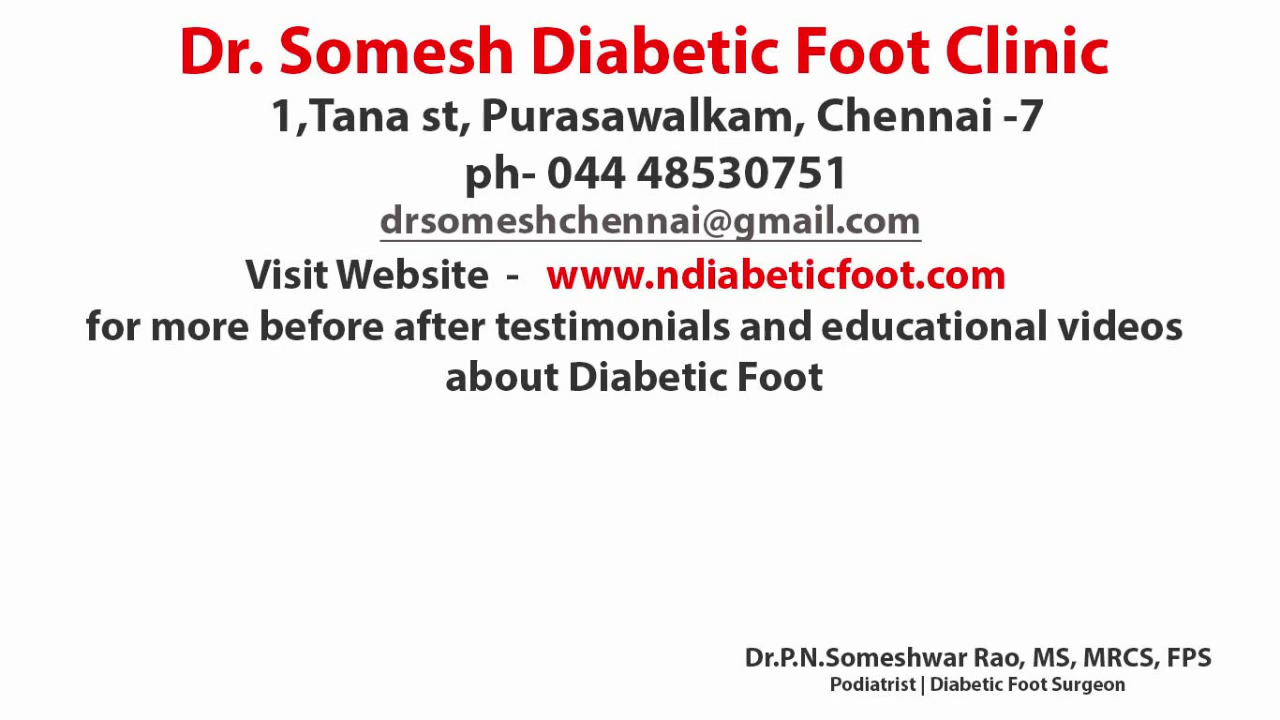 Dr. Somesh Diabetic Foot Clinic
1,Tana st, Purasawalkam, Chennai -7
ph- 044 48530751
drsomeshchennai@gmail.com
Visit Website - www.ndiabeticfoot.com
for more before after testimonials and educational videos
about Diabetic Foot
Dr.P.N.Someshwar Rao, MS, MRCS, FPS
Podiatrist | Diabetic Foot Surgeon